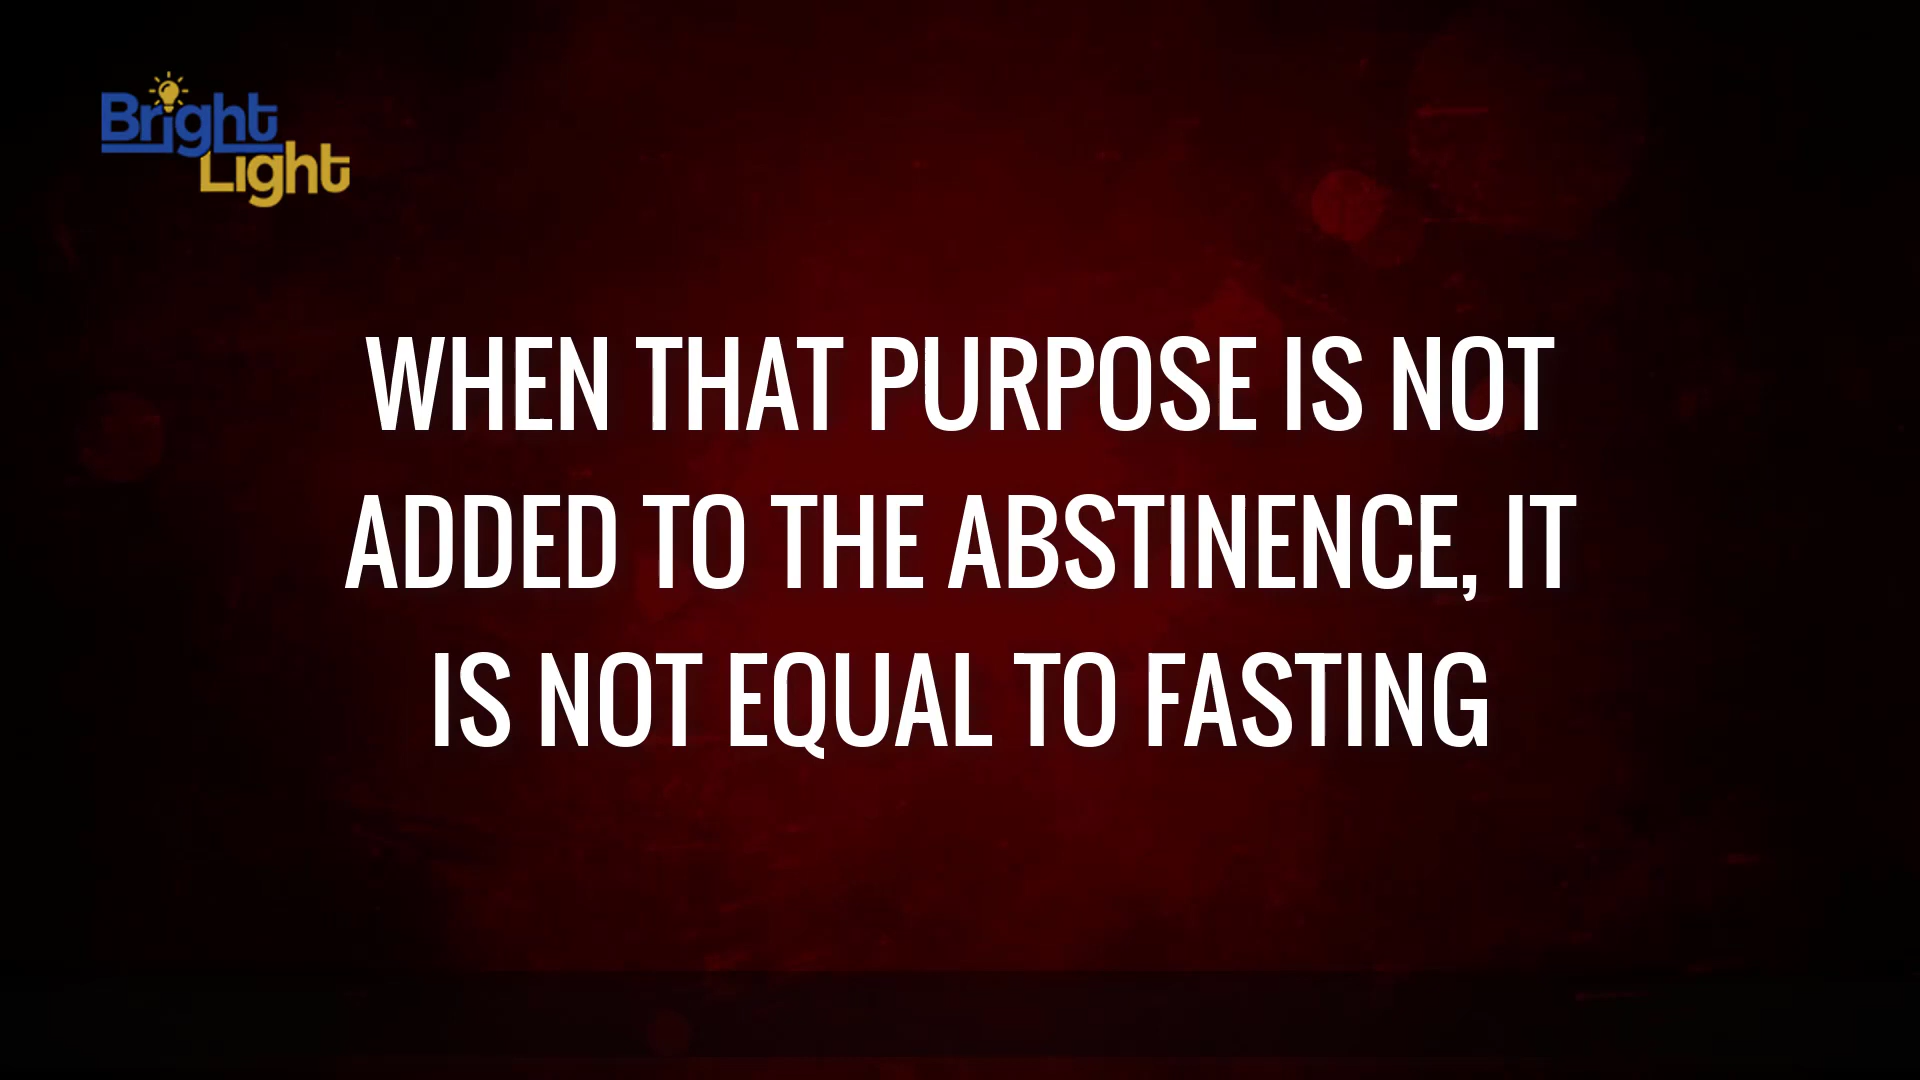 Bright
Light
WHEN THAT PURPOSE IS NOT
ADDED TO THE ABSTINENCE, IT
IS NOT EQUAL TO FASTING